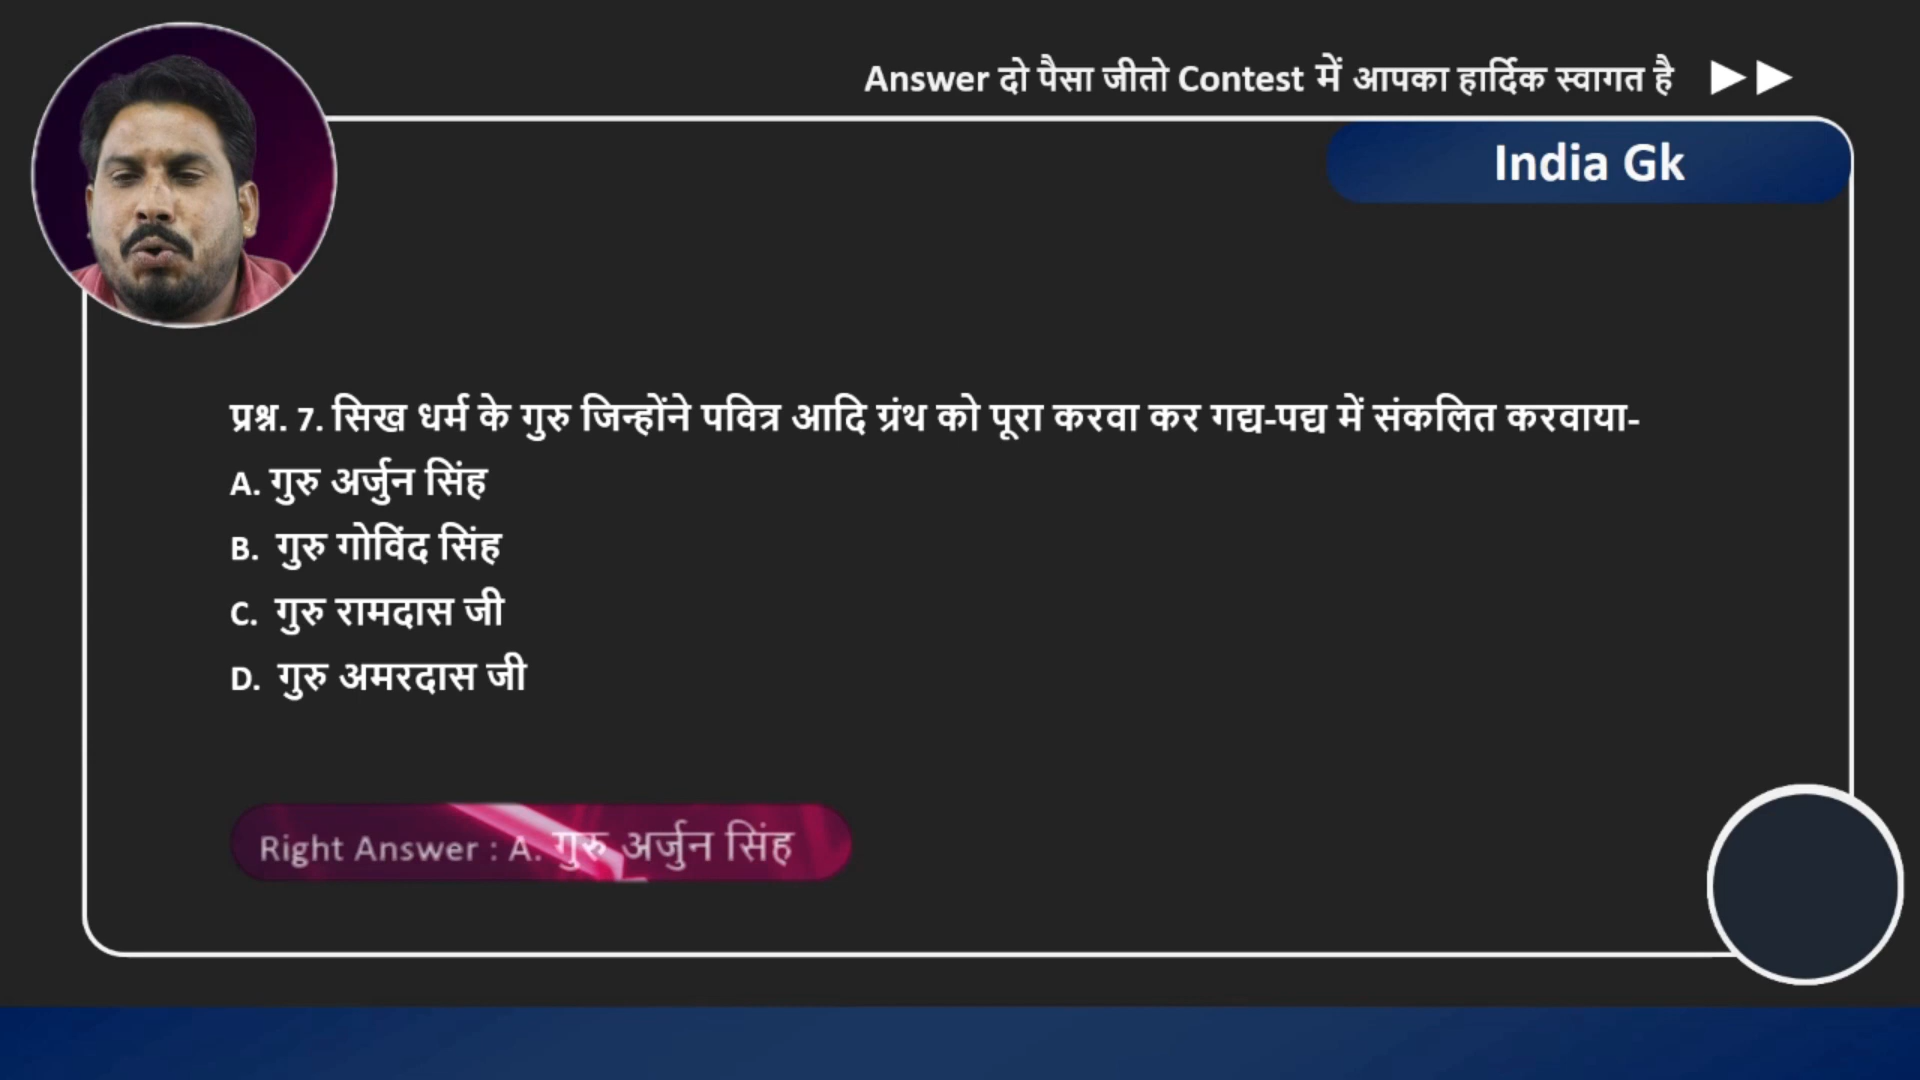 Answer दो पैसा जीतो Contest में आपका हार्दिक स्वागत है
India Gk
प्रश्न. 7. सिख धर्म के गुरु जिन्होंने पवित्र आदि ग्रंथ को पूरा करवा कर गद्य-पद्य में संकलित करवाया-
A. गुरु अर्जुन सिंह
B. गुरु गोविंद सिंह
C. गुरु रामदास जी
D. गुरु अमरदास जी
Right Answer : A. गुरु अर्जुन सिंह